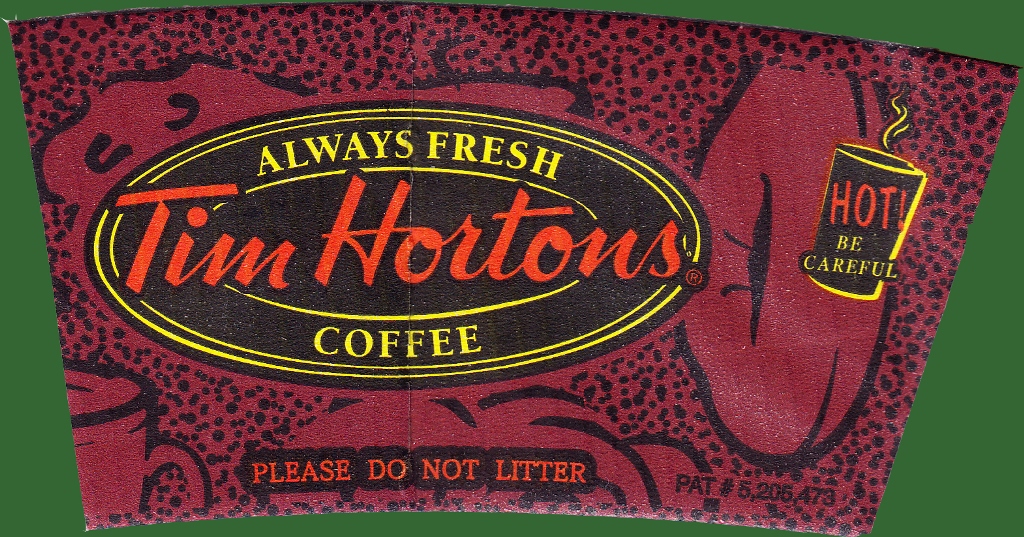 ALWAYS FRESH
Tim Hortons®
COFFEE
HOT!
BE
CAREFUL
PLEASE DO NOT LITTER
PAT # 5,205,473